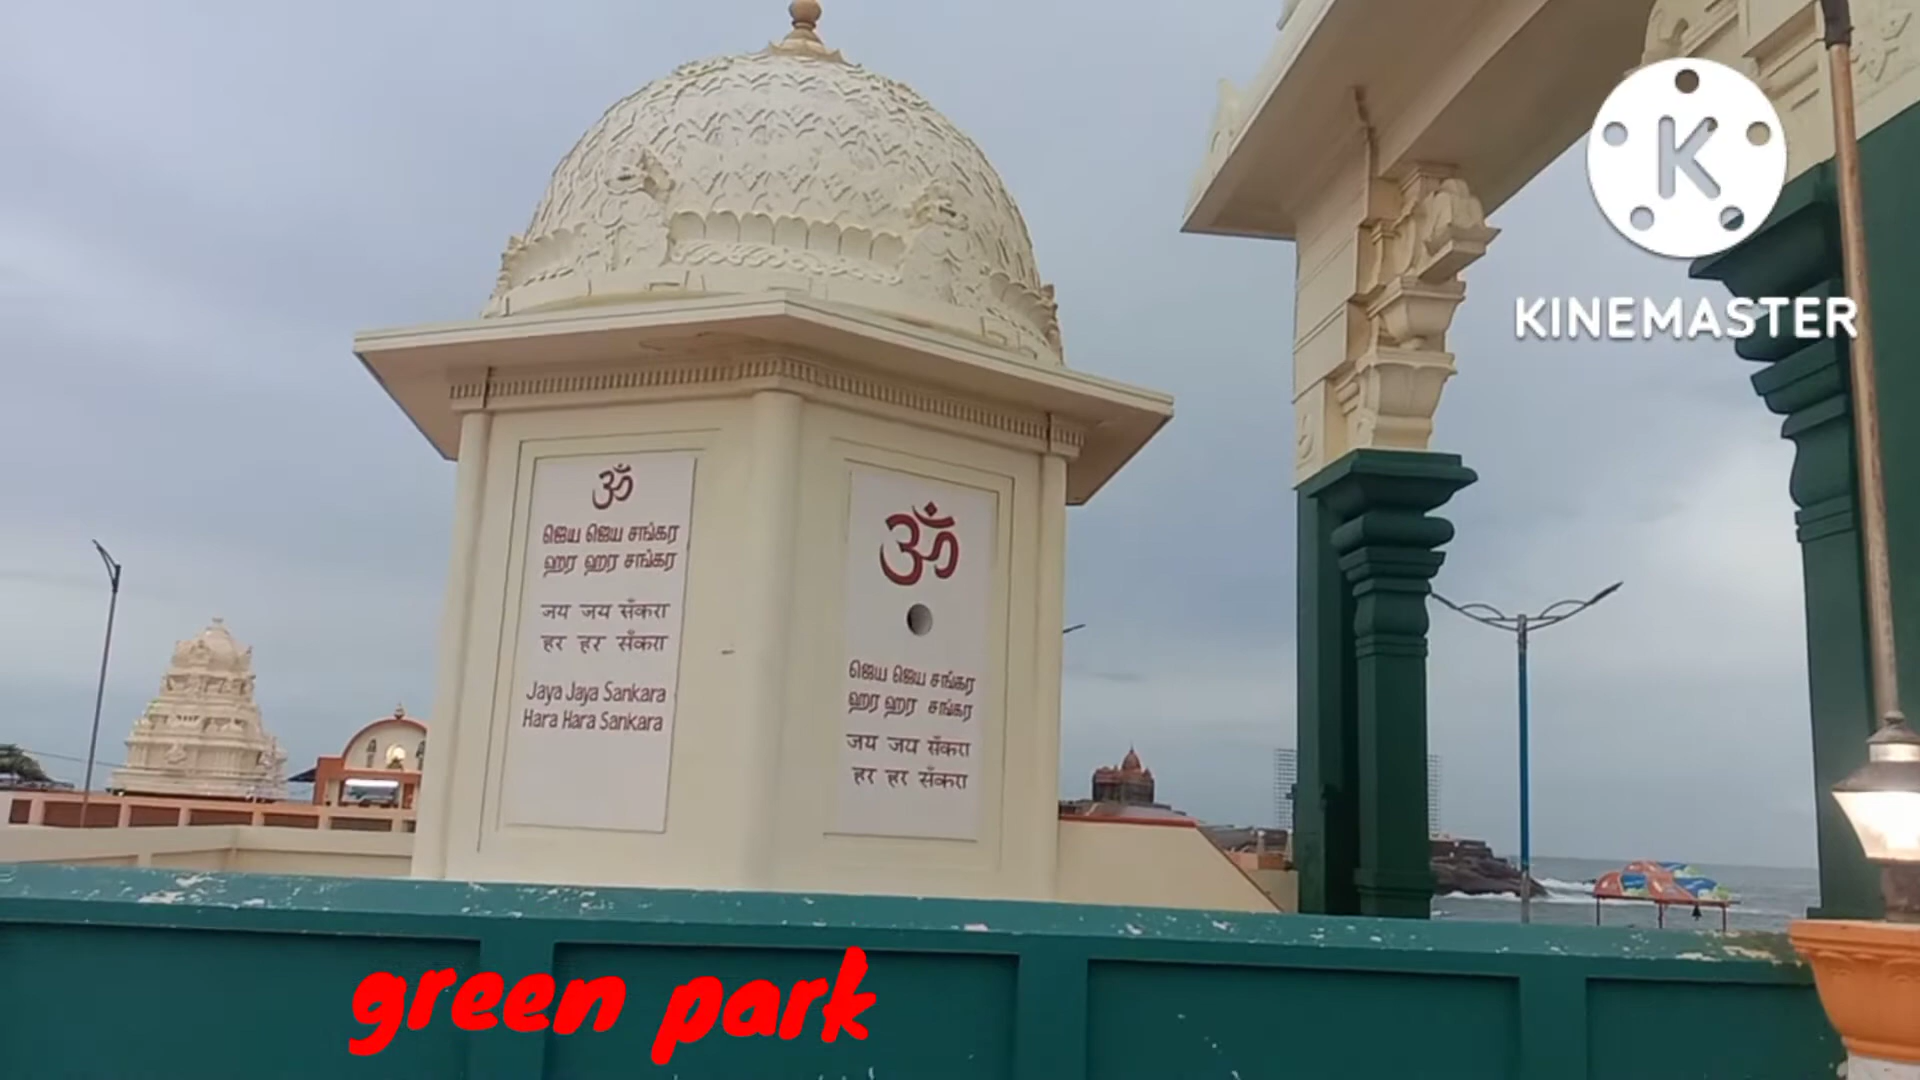 ॐ
ஜெய ஜெய சங்கர
ஹர ஹர சங்கர
जय जय सँकरा
हर हर सँकरा
Jaya Jaya Sankara
Hara Hara Sankara
ॐ
ஜெய ஜெய சங்கர
ஹர ஹர சங்கர
जय जय सँकरा
हर हर सँकरा
K
KINEMASTER
green park